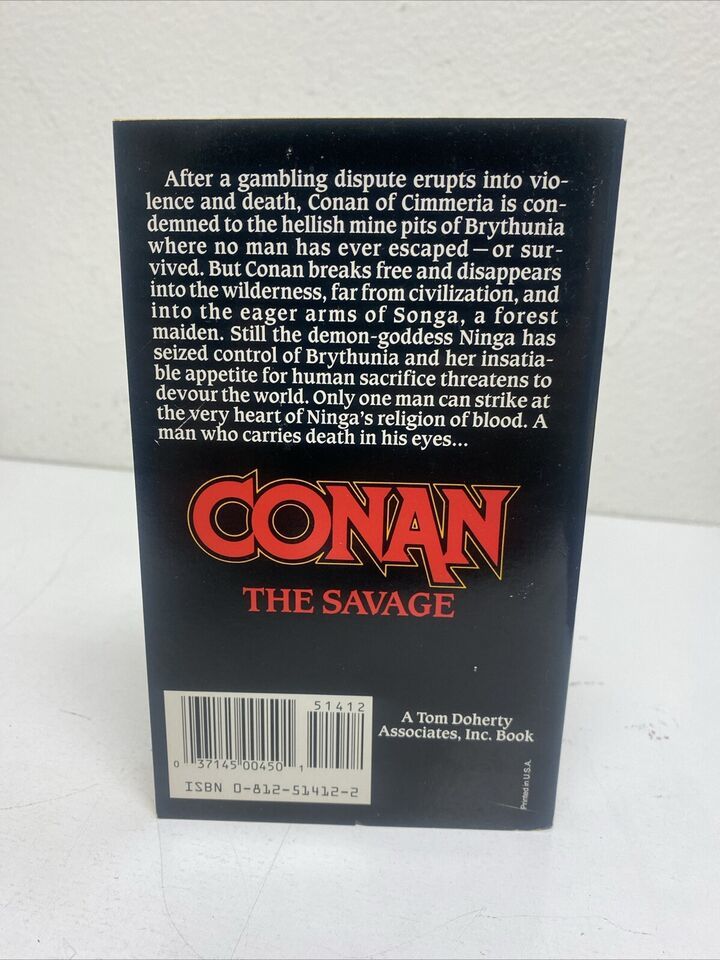 After a gambling dispute erupts into vio-
lence and death, Conan of Cimmeria is con-
demned to the hellish mine pits of Brythunia
where no man has ever escaped—or sur-
vived. But Conan breaks free and disappears
into the wilderness, far from civilization, and
into the eager arms of Songa, a forest
maiden. Still the demon-goddess Ninga has
seized control of Brythunia and her insatia-
ble appetite for human sacrifice threatens to
devour the world. Only one man can strike at
the very heart of Ninga's religion of blood. A
man who carries death in his eyes...
CONAN
THE SAVAGE
51412
0 37145 00450 1
ISBN 0-812-51412-2
A Tom Doherty
Associates, Inc. Book
Printed in U.S.A.